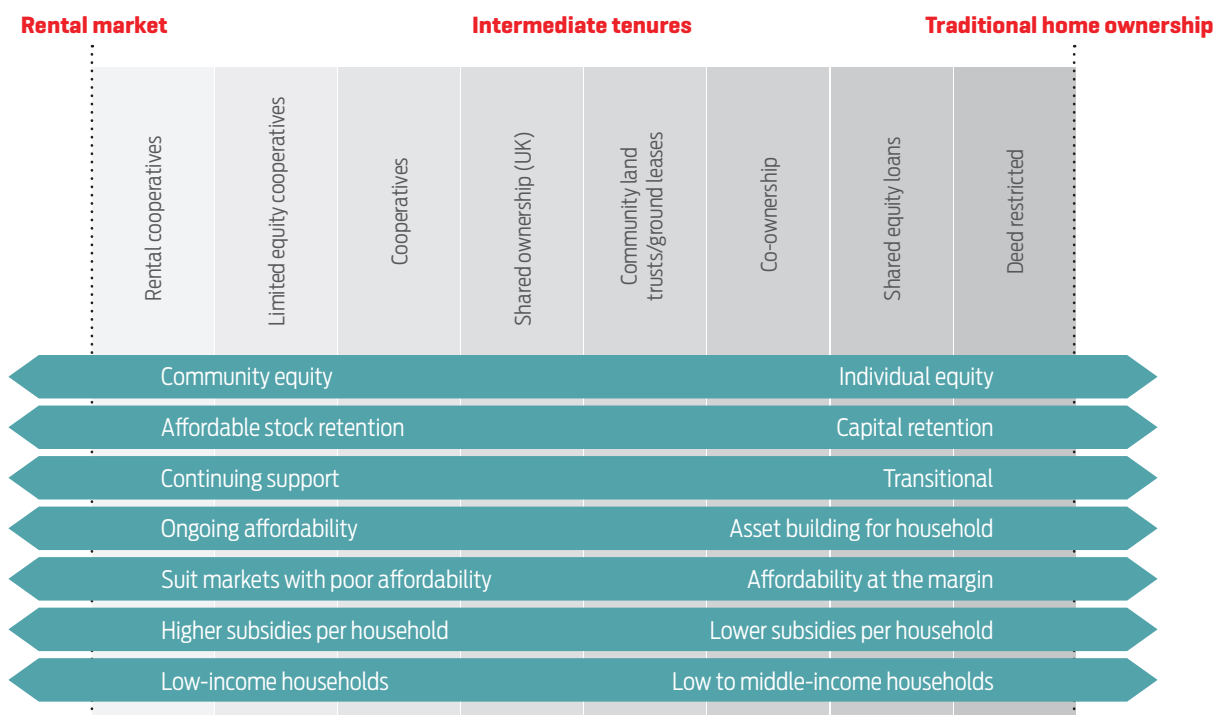 Rental market
Intermediate tenures
Traditional home ownership
Rental cooperatives
Limited equity cooperatives
Cooperatives
Shared ownership (UK)
Community land
trusts/ground leases
Co-ownership
Shared equity loans
Deed restricted
Community equity
Individual equity
Affordable stock retention
Capital retention
Continuing support
Transitional
Ongoing affordability
Asset building for household
Suit markets with poor affordability
Affordability at the margin
Higher subsidies per household
Lower subsidies per household
Low-income households
Low to middle-income households